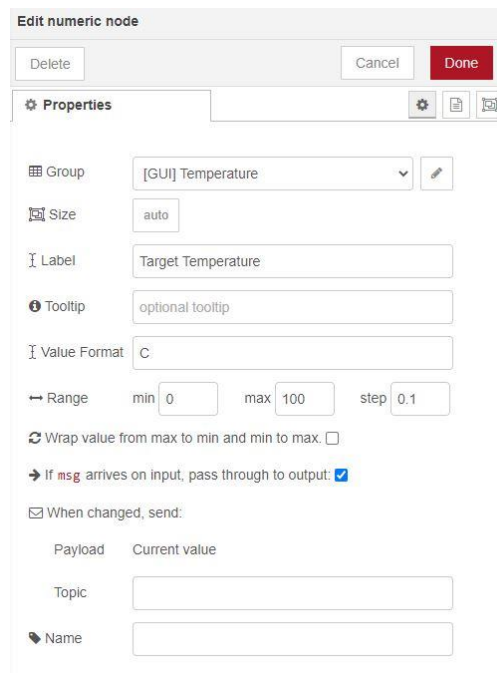 Edit numeric node
Delete Cancel Done
Properties
Group [GUI] Temperature
Size auto
Label Target Temperature
Tooltip optional tooltip
Value Format C
Range min 0 max 100 step 0.1
Wrap value from max to min and min to max.
If msg arrives on input, pass through to output:
When changed, send:
Payload Current value
Topic
Name